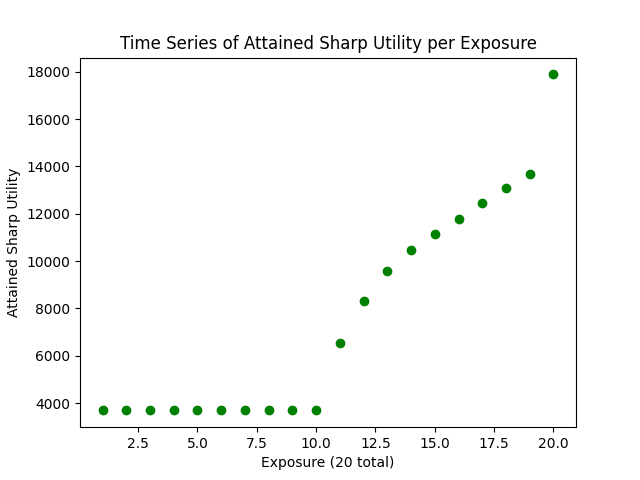 Time Series of Attained Sharp Utility per Exposure
18000
16000
14000
12000
10000
8000
6000
4000
Attained Sharp Utility
2.5 5.0 7.5 10.0 12.5 15.0 17.5 20.0
Exposure (20 total)